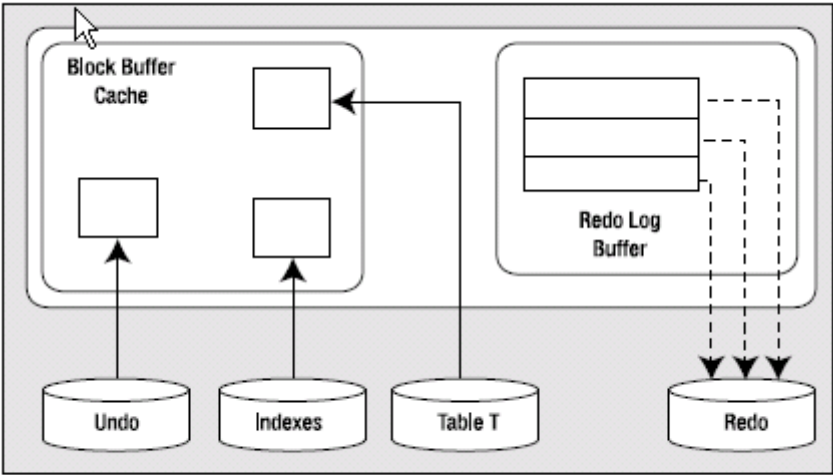 Block Buffer
Cache
Redo Log
Buffer
Undo
Indexes
Table T
Redo